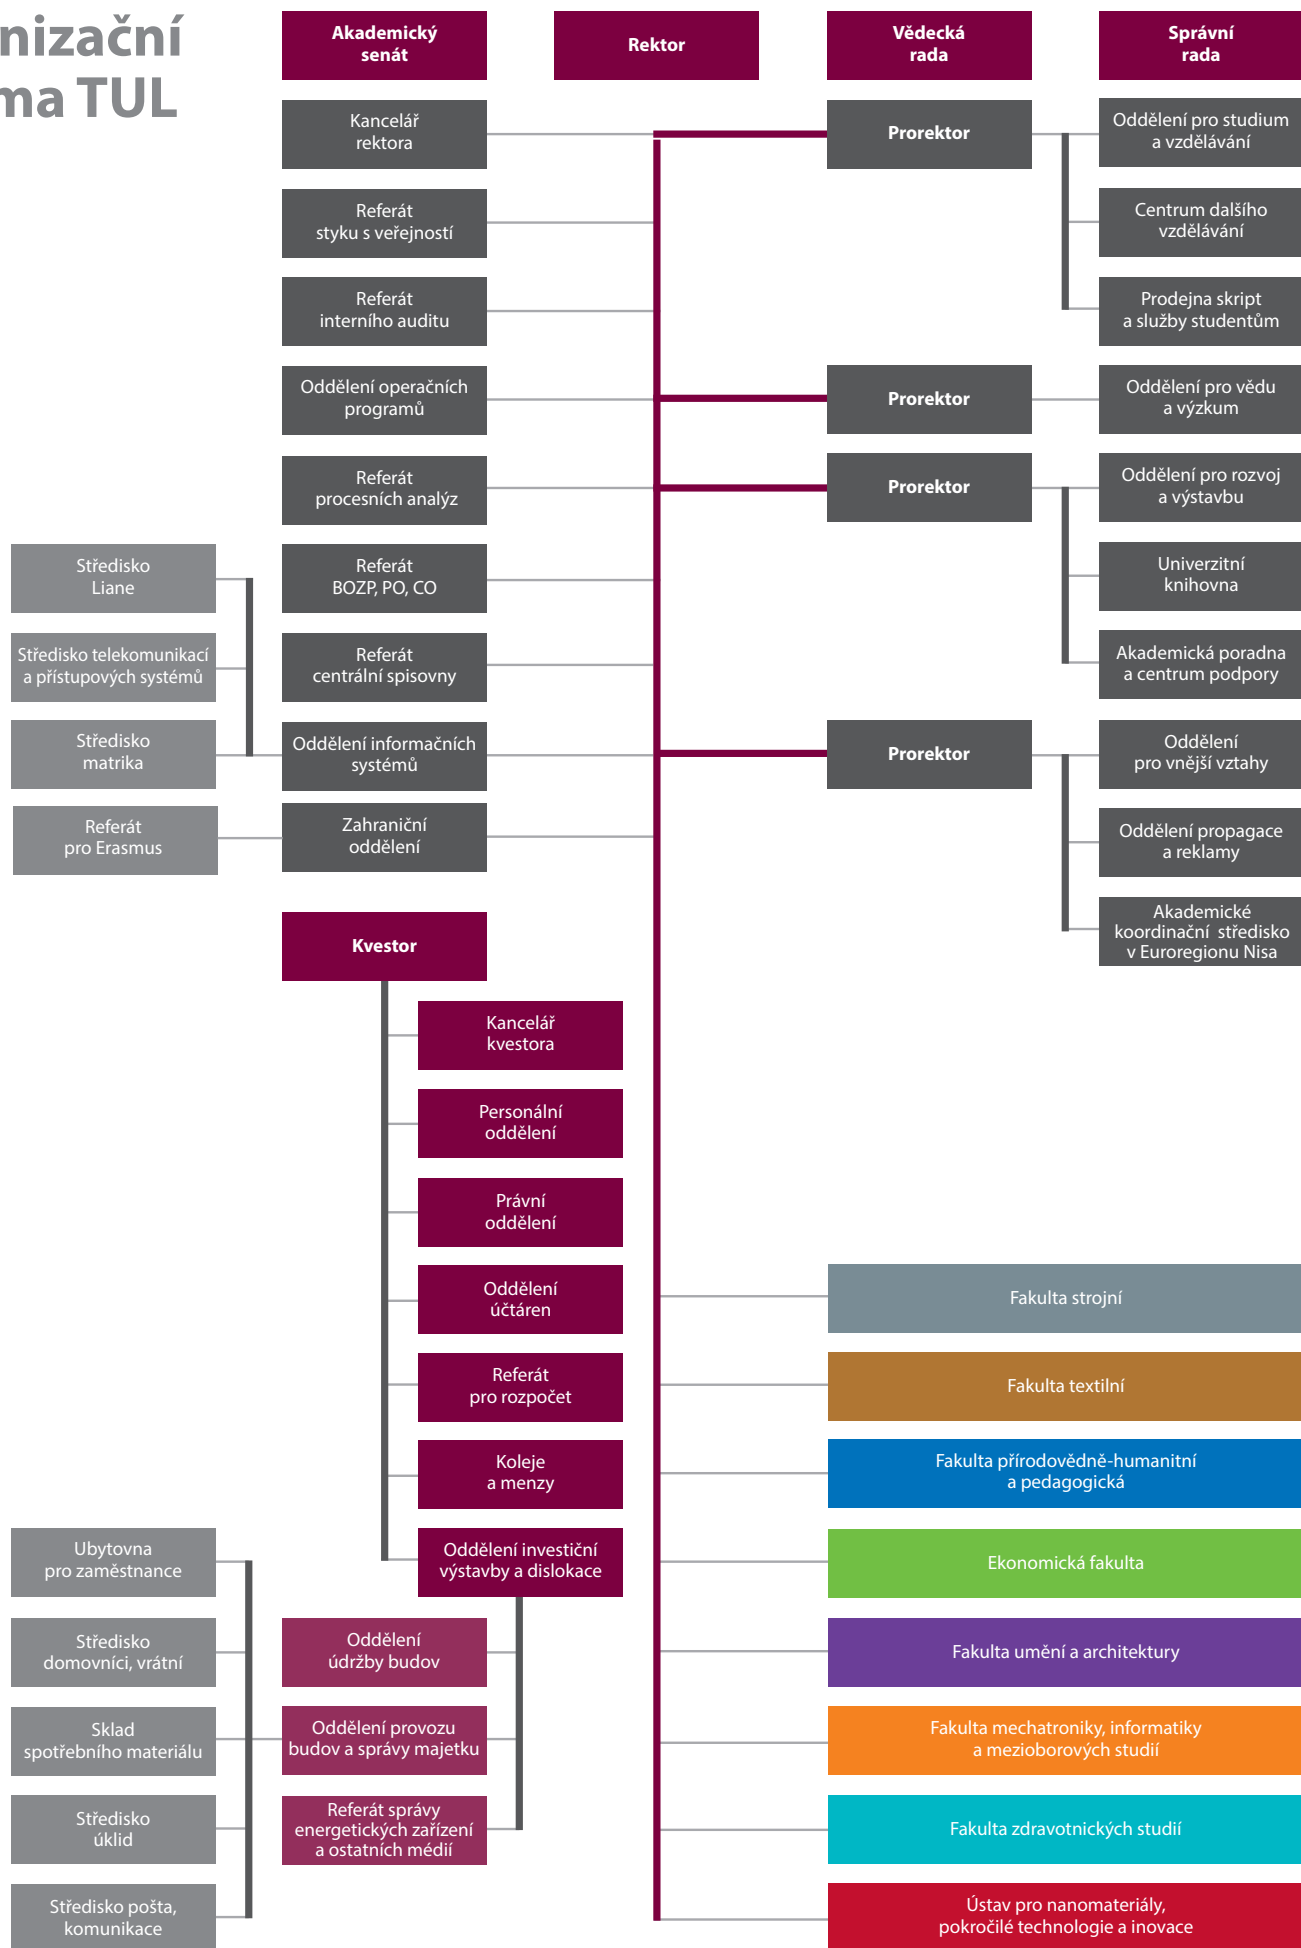 nizační
ma TUL
Akademický
senát
Rektor
Vědecká
rada
Správní
rada
Kancelář
rektora
Prorektor
Oddělení pro studium
a vzdělávání
Referát
styku s veřejností
Centrum dalšího
vzdělávání
Referát
interního auditu
Prodejna skript
a služby studentům
Oddělení operačních
programů
Prorektor
Oddělení pro vědu
a výzkum
Referát
procesních analýz
Prorektor
Oddělení pro rozvoj
a výstavbu
Středisko
Liane
Referát
BOZP, PO, CO
Univerzitní
knihovna
Středisko telekomunikací
a přístupových systémů
Referát
centrální spisovny
Akademická poradna
a centrum podpory
Středisko
matrika
Oddělení informačních
systémů
Prorektor
Oddělení
pro vnější vztahy
Referát
pro Erasmus
Zahraniční
oddělení
Oddělení propagace
a reklamy
Akademické
koordinační středisko
v Euroregionu Nisa
Kvestor
Kancelář
kvestora
Personální
oddělení
Právní
oddělení
Oddělení
účtáren
Fakulta strojní
Referát
pro rozpočet
Fakulta textilní
Koleje
a menzy
Fakulta přírodovědně-humanitní
a pedagogická
Ubytovna
pro zaměstnance
Oddělení investiční
výstavby a dislokace
Ekonomická fakulta
Středisko
domovníci, vrátní
Oddělení
údržby budov
Fakulta umění a architektury
Sklad
spotřebního materiálu
Oddělení provozu
budov a správy majetku
Fakulta mechatroniky, informatiky
a mezioborových studií
Středisko
úklid
Referát správy
energetických zařízení
a ostatních médií
Fakulta zdravotnických studií
Středisko pošta,
komunikace
Ústav pro nanomateriály,
pokročilé technologie a inovace